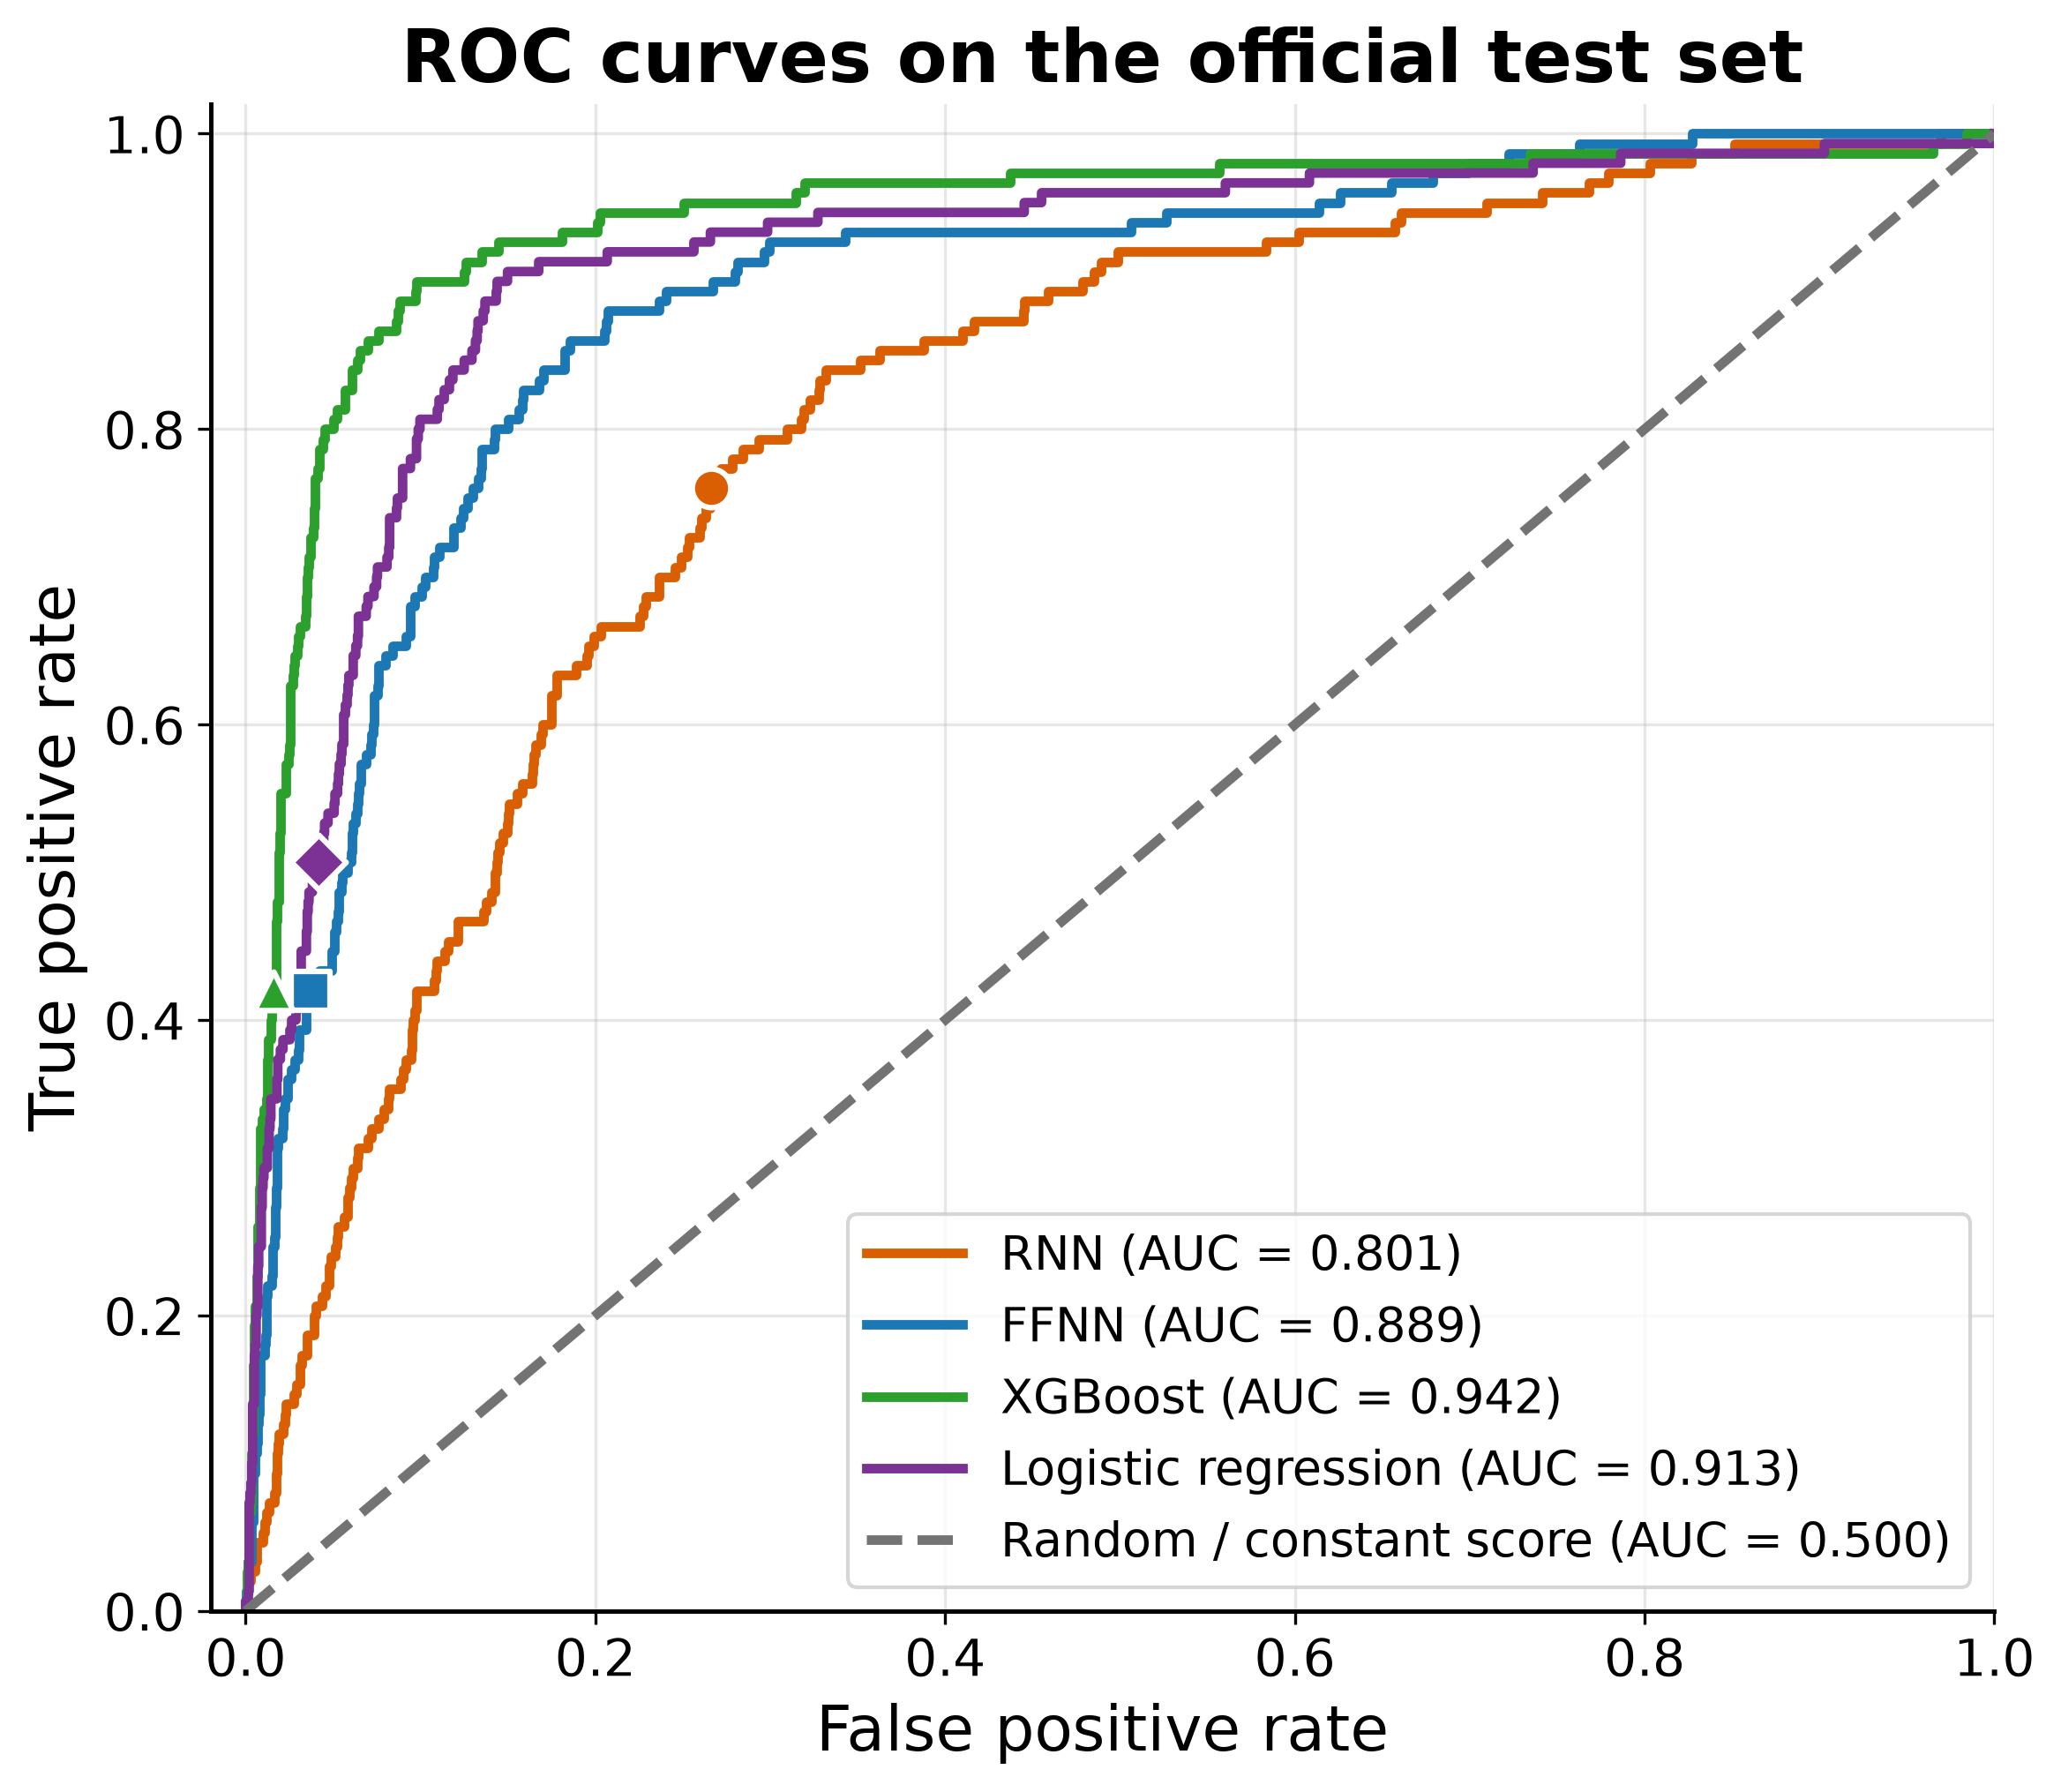 ROC curves on the official test set
True positive rate
1.0
0.8
0.6
0.4
0.2
0.0
RNN (AUC = 0.801)
FFNN (AUC = 0.889)
XGBoost (AUC = 0.942)
Logistic regression (AUC = 0.913)
Random / constant score (AUC = 0.500)
0.0 0.2 0.4 0.6 0.8 1.0
False positive rate